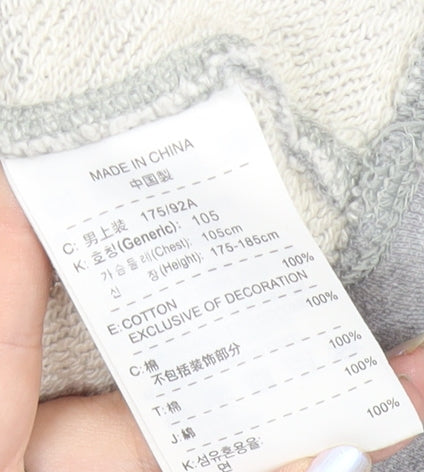 MADE IN CHINA
中国製
C: 男上装 175/92A
K: 호칭(Generic): 105
가슴둘레(Chest): 105cm
신 장(Height): 175-185cm
E: COTTON 100%
EXCLUSIVE OF DECORATION
C: 棉 100%
不包括装饰部分
T: 棉 100%
J: 綿 100%
K: 섬유혼용율:
면